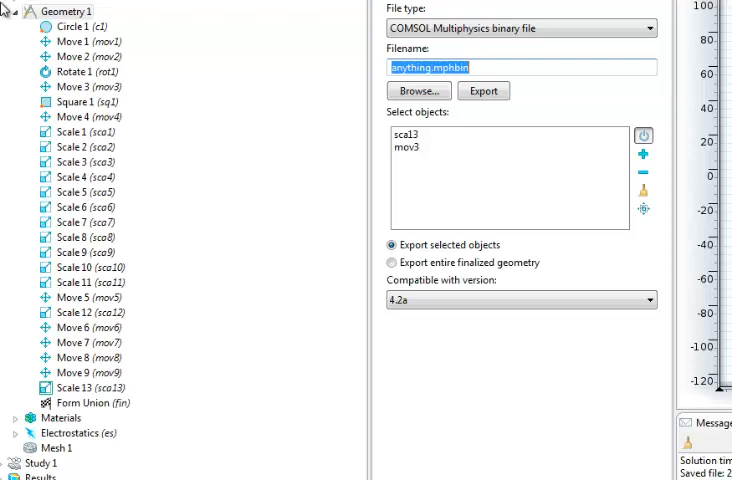 Geometry 1
Circle 1 (c1)
Move 1 (mov1)
Move 2 (mov2)
Rotate 1 (rot1)
Move 3 (mov3)
Square 1 (sq1)
Move 4 (mov4)
Scale 1 (sca1)
Scale 2 (sca2)
Scale 3 (sca3)
Scale 4 (sca4)
Scale 5 (sca5)
Scale 6 (sca6)
Scale 7 (sca7)
Scale 8 (sca8)
Scale 9 (sca9)
Scale 10 (sca10)
Scale 11 (sca11)
Move 5 (mov5)
Scale 12 (sca12)
Move 6 (mov6)
Move 7 (mov7)
Move 8 (mov8)
Move 9 (mov9)
Scale 13 (sca13)
Form Union (fin)
Materials
Electrostatics (es)
Mesh 1
Study 1
Results
File type:
COMSOL Multiphysics binary file
Filename:
anything.mphbin
Browse... Export
Select objects:
sca13
mov3
Export selected objects
Export entire finalized geometry
Compatible with version:
4.2a
100
80
60
40
20
0
-20
-40
-60
-80
-100
-120
Message
Solution tim
Saved file: 2